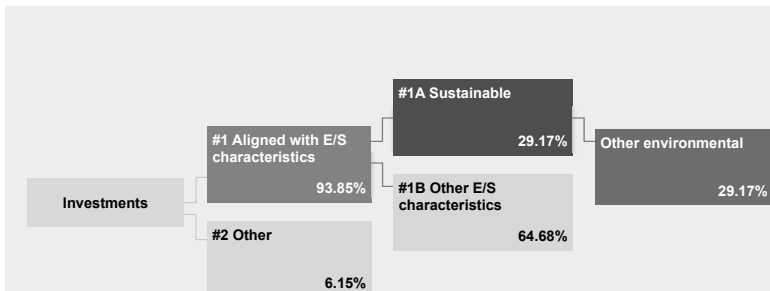 Investments
#1 Aligned with E/S
characteristics
93.85%
#2 Other
6.15%
#1A Sustainable
29.17%
#1B Other E/S
characteristics
64.68%
Other environmental
29.17%